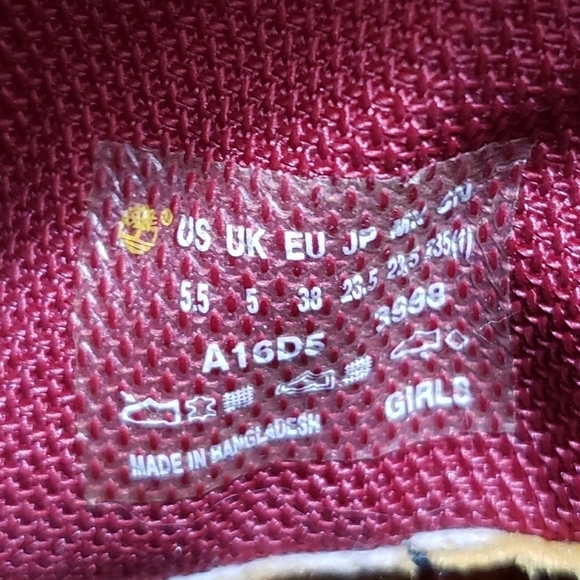 US UK EU JP
5.5 5 38 23.5 23.5 235(1)
A16D5
GIRLS
MADE IN BANGLADESH